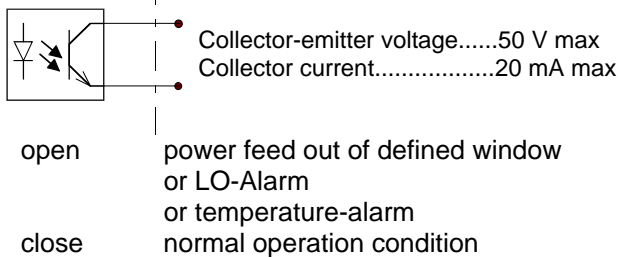 Collector-emitter voltage......50 V max
Collector current..................20 mA max
open power feed out of defined window
or LO-Alarm
or temperature-alarm
close normal operation condition